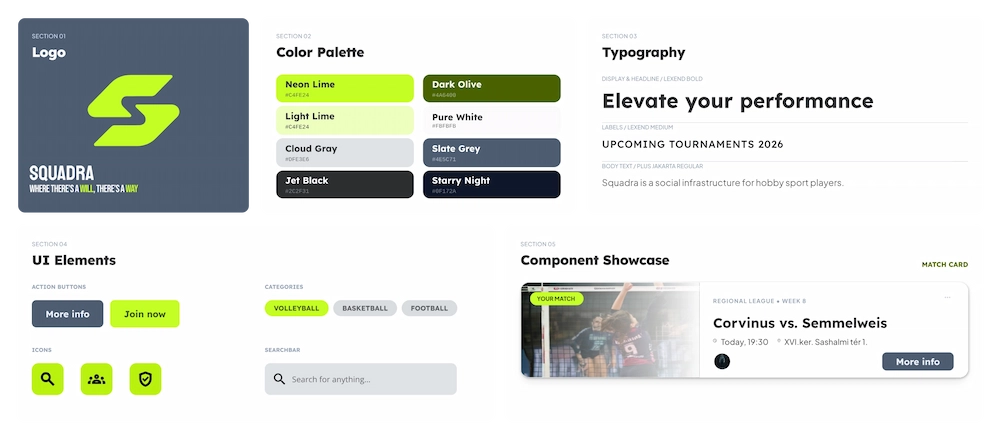 SECTION 01
Logo
SQUADRA
WHERE THERE'S A WILL, THERE'S A WAY
SECTION 02
Color Palette
Neon Lime
#C4FE24
Dark Olive
#4A6400
Light Lime
#C4FE24
Pure White
#FBFBFB
Cloud Gray
#DFE3E6
Slate Grey
#4E5C71
Jet Black
#2C2F31
Starry Night
#0F172A
SECTION 03
Typography
DISPLAY & HEADLINE / LEXEND BOLD
Elevate your performance
LABELS / LEXEND MEDIUM
UPCOMING TOURNAMENTS 2026
BODY TEXT / PLUS JAKARTA REGULAR
Squadra is a social infrastructure for hobby sport players.
SECTION 04
UI Elements
ACTION BUTTONS
More info
Join now
CATEGORIES
VOLLEYBALL
BASKETBALL
FOOTBALL
ICONS
SEARCHBAR
Search for anything...
SECTION 05
Component Showcase
MATCH CARD
YOUR MATCH
9
REGIONAL LEAGUE • WEEK 8
...
Corvinus vs. Semmelweis
Today, 19:30
XVI.ker. Sashalmi tér 1.
More info